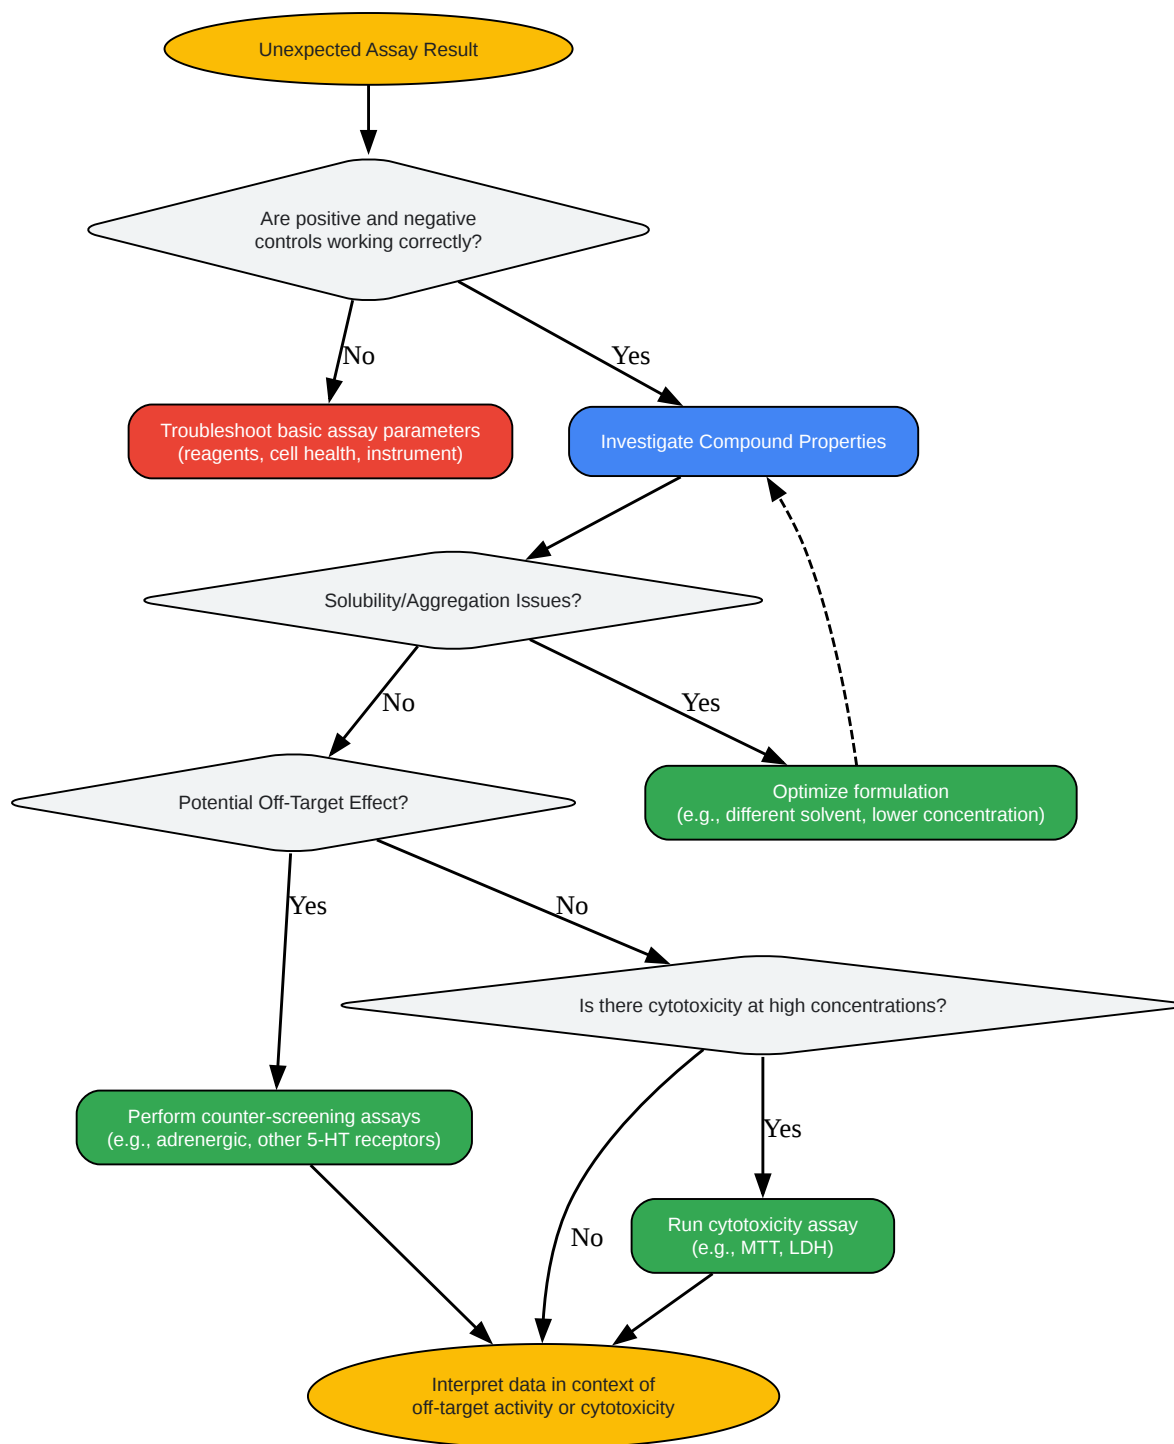 Unexpected Assay Result
Are positive and negative
controls working correctly?
No
Yes
Troubleshoot basic assay parameters
(reagents, cell health, instrument)
Investigate Compound Properties
Solubility/Aggregation Issues?
No
Yes
Potential Off-Target Effect?
Optimize formulation
(e.g., different solvent, lower concentration)
Yes
No
Is there cytotoxicity at high concentrations?
Perform counter-screening assays
(e.g., adrenergic, other 5-HT receptors)
Yes
No
Run cytotoxicity assay
(e.g., MTT, LDH)
Interpret data in context of
off-target activity or cytotoxicity